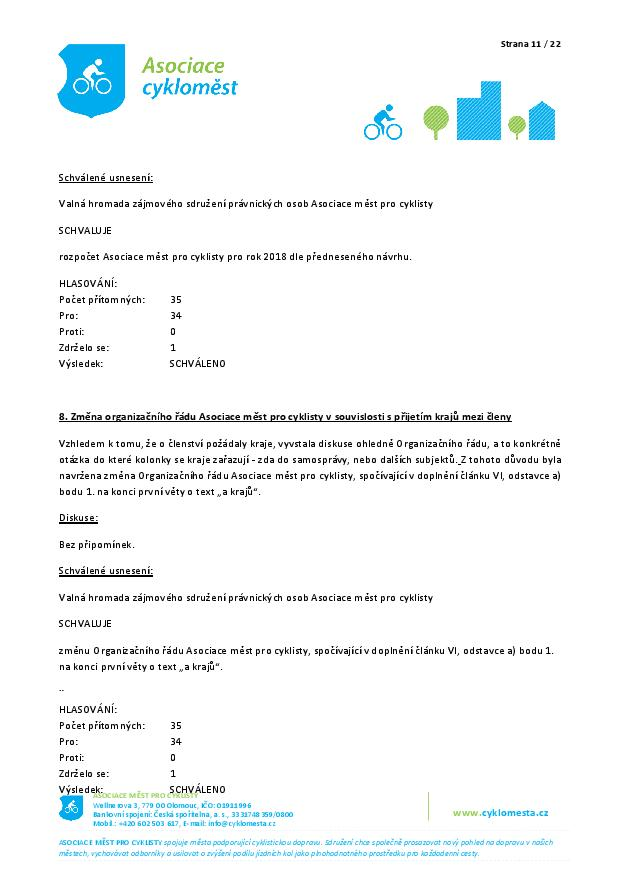 Strana 11 / 22
Asociace
cykloměst
Schválené usnesení:
Valná hromada zájmového sdružení právnických osob Asociace měst pro cyklisty
SCHVALUJE
rozpočet Asociace měst pro cyklisty pro rok 2018 dle předneseného návrhu.
HLASOVÁNÍ:
Počet přítomných: 35
Pro: 34
Proti: 0
Zdrželo se: 1
Výsledek: SCHVÁLENO
8. Změna organizačního řádu Asociace měst pro cyklisty v souvislosti s přijetím krajů mezi členy
Vzhledem k tomu, že o členství požádaly kraje, vyvstala diskuse ohledně Organizačního řádu, a to konkrétně
otázka do které kolonky se kraje zařazují - zda do samosprávy, nebo dalších subjektů. Z tohoto důvodu byla
navržena změna Organizačního řádu Asociace měst pro cyklisty, spočívající v doplnění článku VI, odstavce a)
bodu 1. na konci první věty o text „a krajů“.
Diskuse:
Bez připomínek.
Schválené usnesení:
Valná hromada zájmového sdružení právnických osob Asociace měst pro cyklisty
SCHVALUJE
změnu Organizačního řádu Asociace měst pro cyklisty, spočívající v doplnění článku VI, odstavce a) bodu 1.
na konci první věty o text „a krajů“.
..
HLASOVÁNÍ:
Počet přítomných: 35
Pro: 34
Proti: 0
Zdrželo se: 1
Výsledek: SCHVÁLENO
ASOCIACE MĚST PRO CYKLISTY
Wellnerova 3, 779 00 Olomouc, IČO: 01911996
Bankovní spojení: Česká spořitelna, a. s., 3331748359/0800
Mobil.: +420 602 503 617, E-mail: info@cyklomesta.cz
www.cyklomesta.cz
ASOCIACE MĚST PRO CYKLISTY spojuje města podporující cyklistickou dopravu. Sdružení chce společně prosazovat nový pohled na dopravu v našich
městech, vychovávat odborníky a usilovat o zvýšení podílu jízdních kol jako plnohodnotného prostředku pro každodenní cesty.